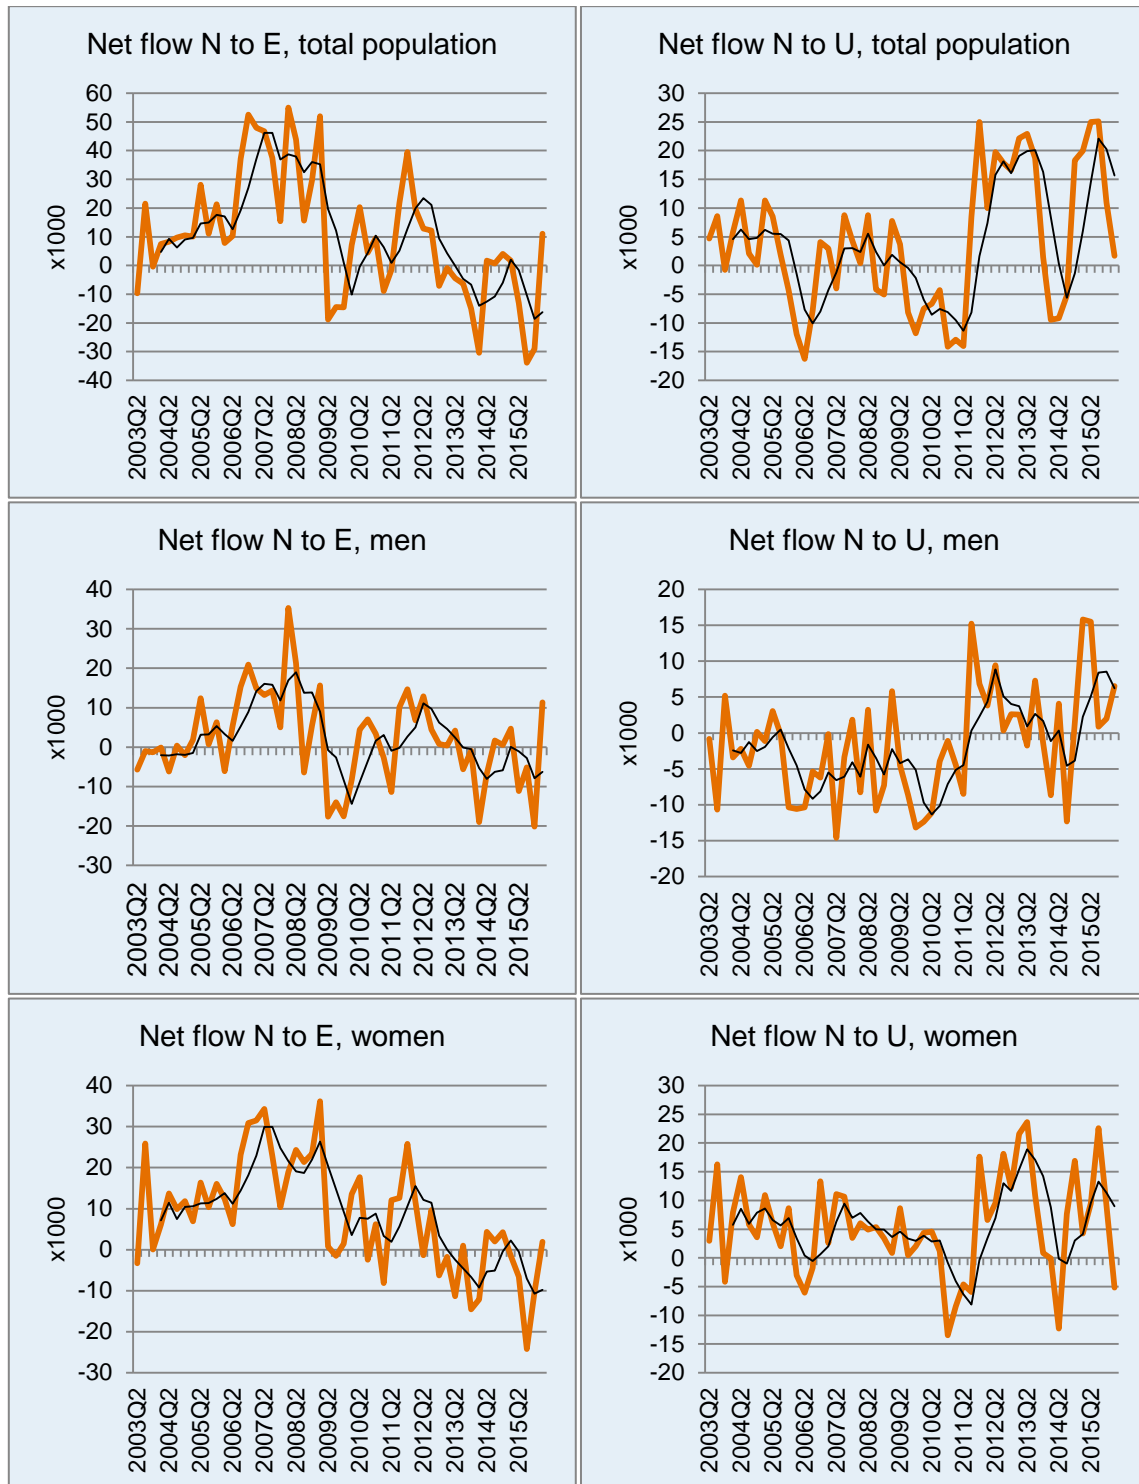 Net flow N to E, total population
60
50
40
30
20
10
0
-10
-20
-30
-40
x1000
2003Q2
2004Q2
2005Q2
2006Q2
2007Q2
2008Q2
2009Q2
2010Q2
2011Q2
2012Q2
2013Q2
2014Q2
2015Q2
Net flow N to U, total population
30
25
20
15
10
5
0
-5
-10
-15
-20
x1000
2003Q2
2004Q2
2005Q2
2006Q2
2007Q2
2008Q2
2009Q2
2010Q2
2011Q2
2012Q2
2013Q2
2014Q2
2015Q2
Net flow N to E, men
40
30
20
10
0
-10
-20
-30
x1000
2003Q2
2004Q2
2005Q2
2006Q2
2007Q2
2008Q2
2009Q2
2010Q2
2011Q2
2012Q2
2013Q2
2014Q2
2015Q2
Net flow N to U, men
20
15
10
5
0
-5
-10
-15
-20
x1000
2003Q2
2004Q2
2005Q2
2006Q2
2007Q2
2008Q2
2009Q2
2010Q2
2011Q2
2012Q2
2013Q2
2014Q2
2015Q2
Net flow N to E, women
40
30
20
10
0
-10
-20
-30
x1000
2003Q2
2004Q2
2005Q2
2006Q2
2007Q2
2008Q2
2009Q2
2010Q2
2011Q2
2012Q2
2013Q2
2014Q2
2015Q2
Net flow N to U, women
30
25
20
15
10
5
0
-5
-10
-15
-20
x1000
2003Q2
2004Q2
2005Q2
2006Q2
2007Q2
2008Q2
2009Q2
2010Q2
2011Q2
2012Q2
2013Q2
2014Q2
2015Q2